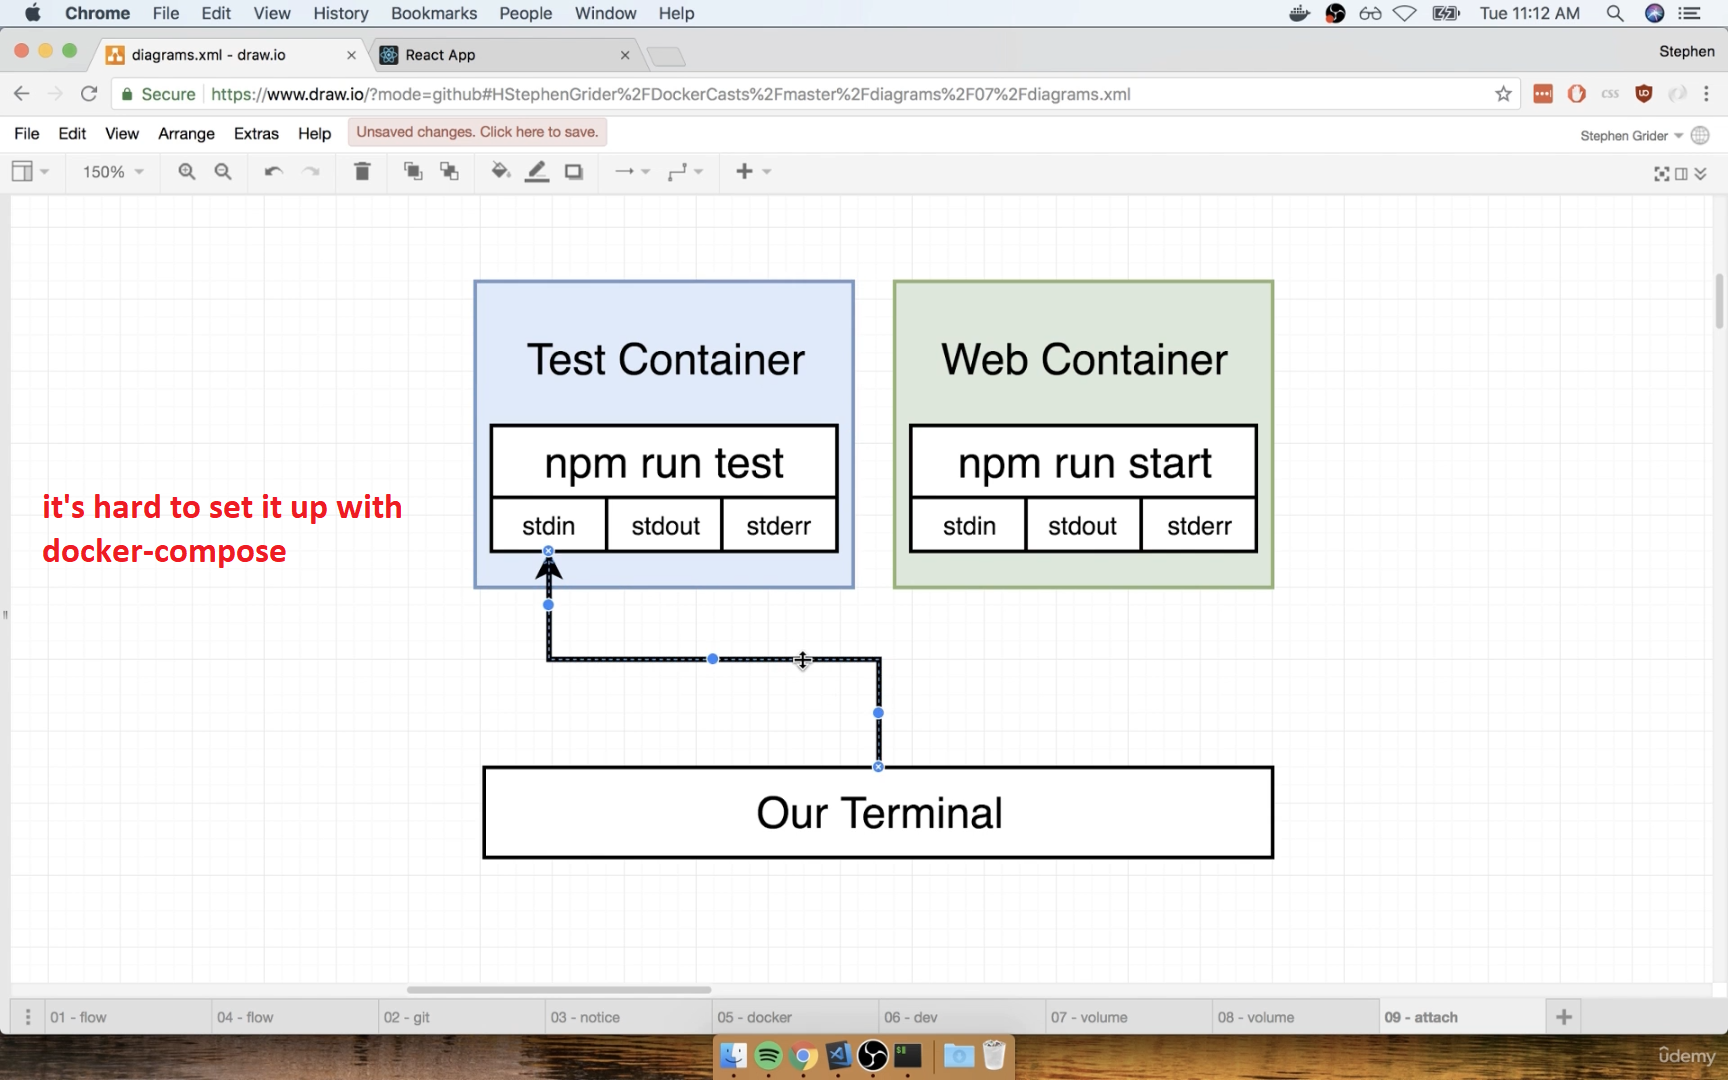 Chrome File Edit View History Bookmarks People Window Help Tue 11:12 AM
diagrams.xml - draw.io React App Stephen
Secure https://www.draw.io/?mode=github#HStephenGrider%2FDockerCasts%2Fmaster%2Fdiagrams%2F07%2Fdiagrams.xml css
File Edit View Arrange Extras Help Unsaved changes. Click here to save. Stephen Grider
150%
Test Container
npm run test
stdin stdout stderr
Web Container
npm run start
stdin stdout stderr
it's hard to set it up with
docker-compose
Our Terminal
01 - flow 04 - flow 02 - git 03 - notice 05 - docker 06 - dev 07 - volume 08 - volume 09 - attach
ûdemy